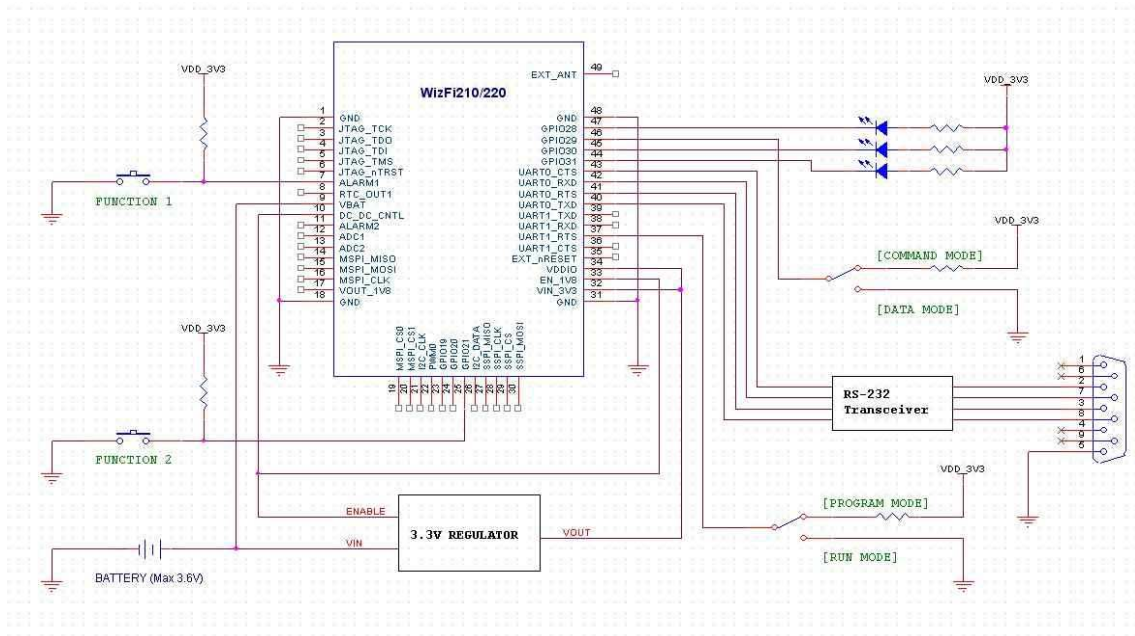 WizFi210/220
EXT_ANT
49
VDD_3V3
VDD_3V3
1
GND
2
JTAG_TCK
3
JTAG_TDO
4
JTAG_TDI
5
JTAG_TMS
6
JTAG_nTRST
7
ALARM1
8
RTC_OUT1
9
VBAT
10
DC_DC_CNTL
11
ALARM2
12
ADC1
13
ADC2
14
MSPI_MISO
15
MSPI_MOSI
16
MSPI_CLK
17
VOUT_1V8
18
GND
48
GND
47
GPIO28
46
GPIO29
45
GPIO30
44
GPIO31
43
UART0_CTS
42
UART0_RXD
41
UART0_RTS
40
UART0_TXD
39
UART1_TXD
38
UART1_RXD
37
UART1_RTS
36
UART1_CTS
35
EXT_nRESET
34
VDDIO
33
EN_1V8
32
VIN_3V3
31
GND
FUNCTION 1
VDD_3V3
[COMMAND MODE]
[DATA MODE]
VDD_3V3
MSPI_CS0
MSPI_CS1
I2C_CLK
PWM0
GPIO19
GPIO20
GPIO21
I2C_DATA
SSPI_MISO
SSPI_CLK
SSPI_CS
SSPI_MOSI
19
20
21
22
23
24
25
26
27
28
29
30
RS-232
Transceiver
1
6
2
7
3
8
4
9
5
FUNCTION 2
VDD_3V3
[PROGRAM MODE]
[RUN MODE]
ENABLE
VIN
3.3V REGULATOR
VOUT
BATTERY (Max 3.6V)